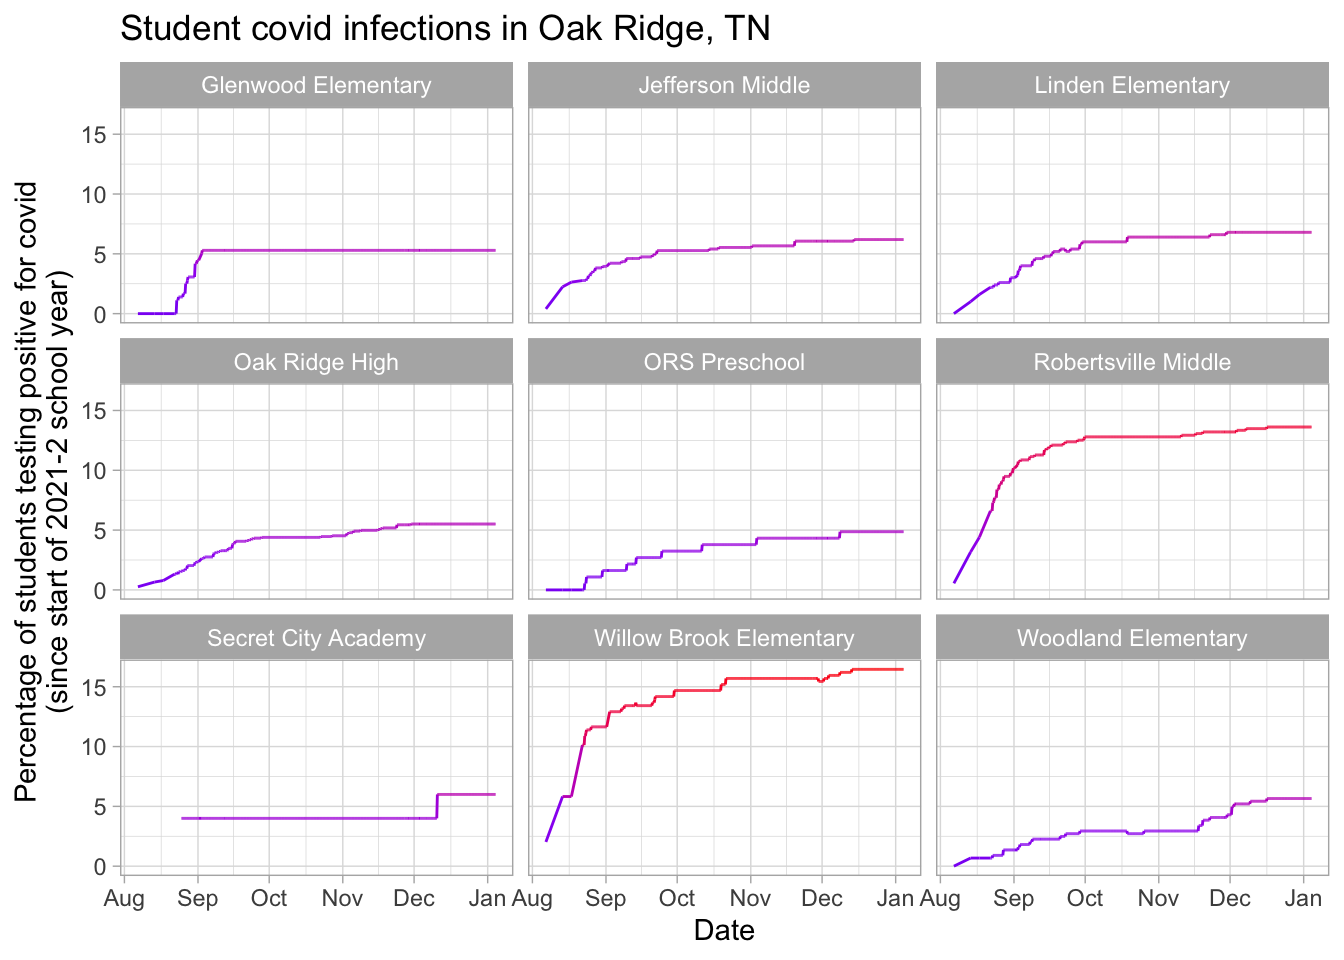 Student covid infections in Oak Ridge, TN
Percentage of students testing positive for covid
(since start of 2021-2 school year)
Glenwood Elementary
Jefferson Middle
Linden Elementary
15
10
5
0
Oak Ridge High
ORS Preschool
Robertsville Middle
15
10
5
0
Secret City Academy
Willow Brook Elementary
Woodland Elementary
15
10
5
0
Aug Sep Oct Nov Dec Jan Aug Sep Oct Nov Dec Jan Aug Sep Oct Nov Dec Jan
Date